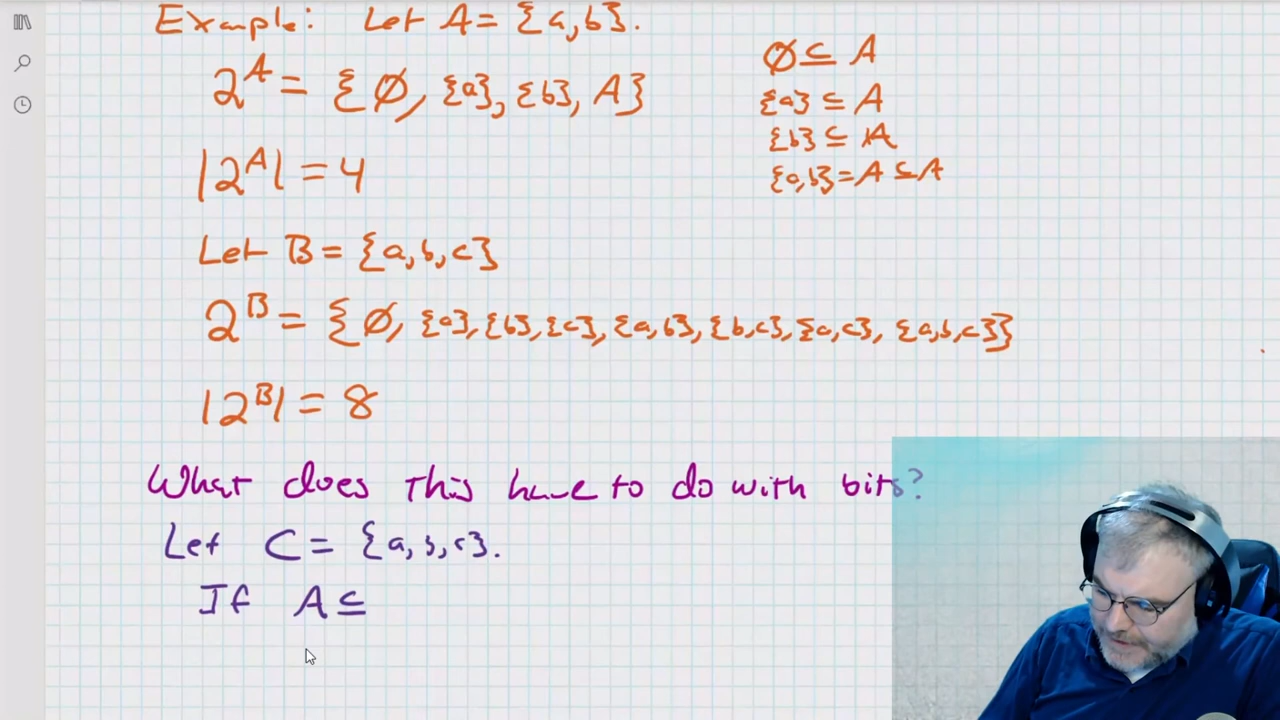 Example: Let A = {a,b}.
2^A = {∅, {a}, {b}, A}
|2^A| = 4
∅ ⊆ A
{a} ⊆ A
{b} ⊆ A
{a,b} = A ⊆ A
Let B = {a,b,c}
2^B = {∅, {a}, {b}, {c}, {a,b}, {b,c}, {a,c}, {a,b,c}}
|2^B| = 8
What does this have to do with bits?
Let C = {a,b,c}.
If A ⊆